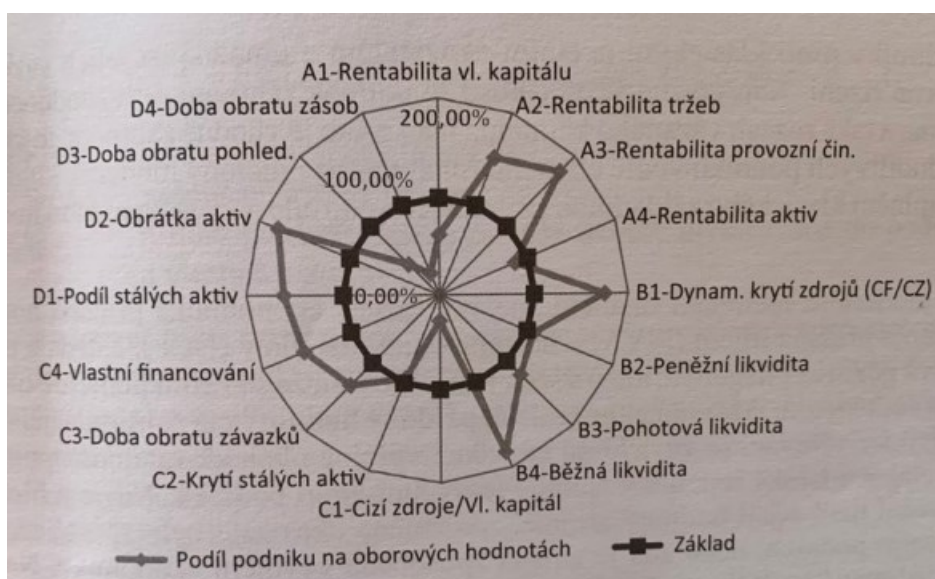 A1-Rentabilita vl. kapitálu
D4-Doba obratu zásob
200,00%
A2-Rentabilita tržeb
D3-Doba obratu pohled.
A3-Rentabilita provozní čin.
100,00%
D2-Obrátka aktiv
A4-Rentabilita aktiv
D1-Podíl stálých aktiv
0,00%
B1-Dynam. krytí zdrojů (CF/CZ)
C4-Vlastní financování
B2-Peněžní likvidita
C3-Doba obratu závazků
B3-Pohotová likvidita
C2-Krytí stálých aktiv
B4-Běžná likvidita
C1-Cizí zdroje/Vl. kapitál
Podíl podniku na oborových hodnotách
Základ